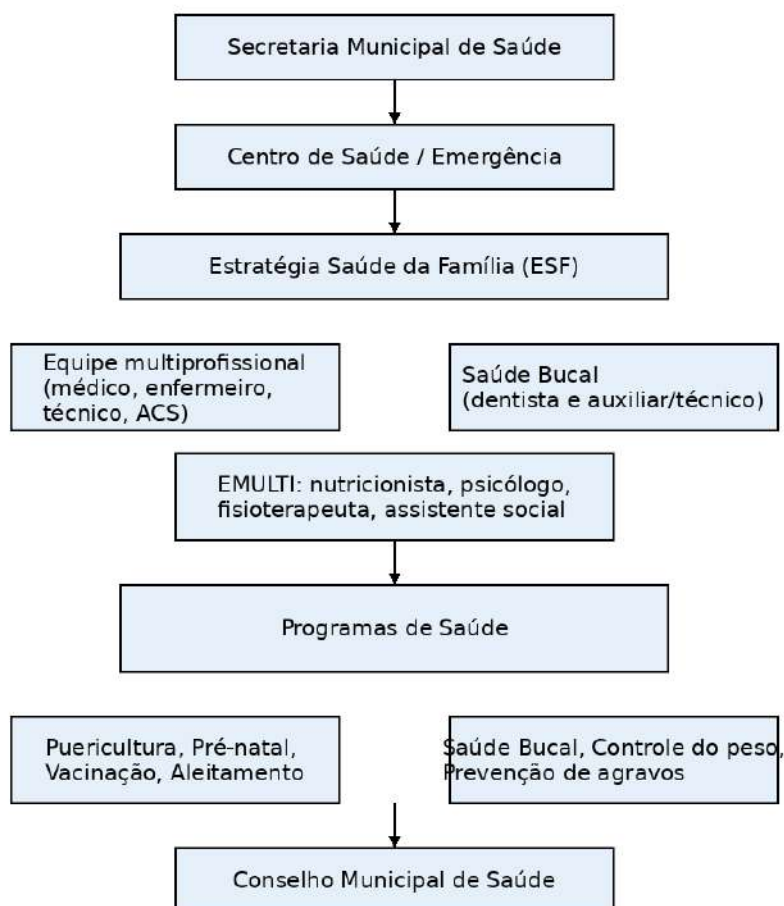 Secretaria Municipal de Saúde
Centro de Saúde / Emergência
Estratégia Saúde da Família (ESF)
Equipe multiprofissional
(médico, enfermeiro,
técnico, ACS)
Saúde Bucal
(dentista e auxiliar/técnico)
EMULTI: nutricionista, psicólogo,
fisioterapeuta, assistente social
Programas de Saúde
Puericultura, Pré-natal,
Vacinação, Aleitamento
Saúde Bucal, Controle do peso,
Prevenção de agravos
Conselho Municipal de Saúde